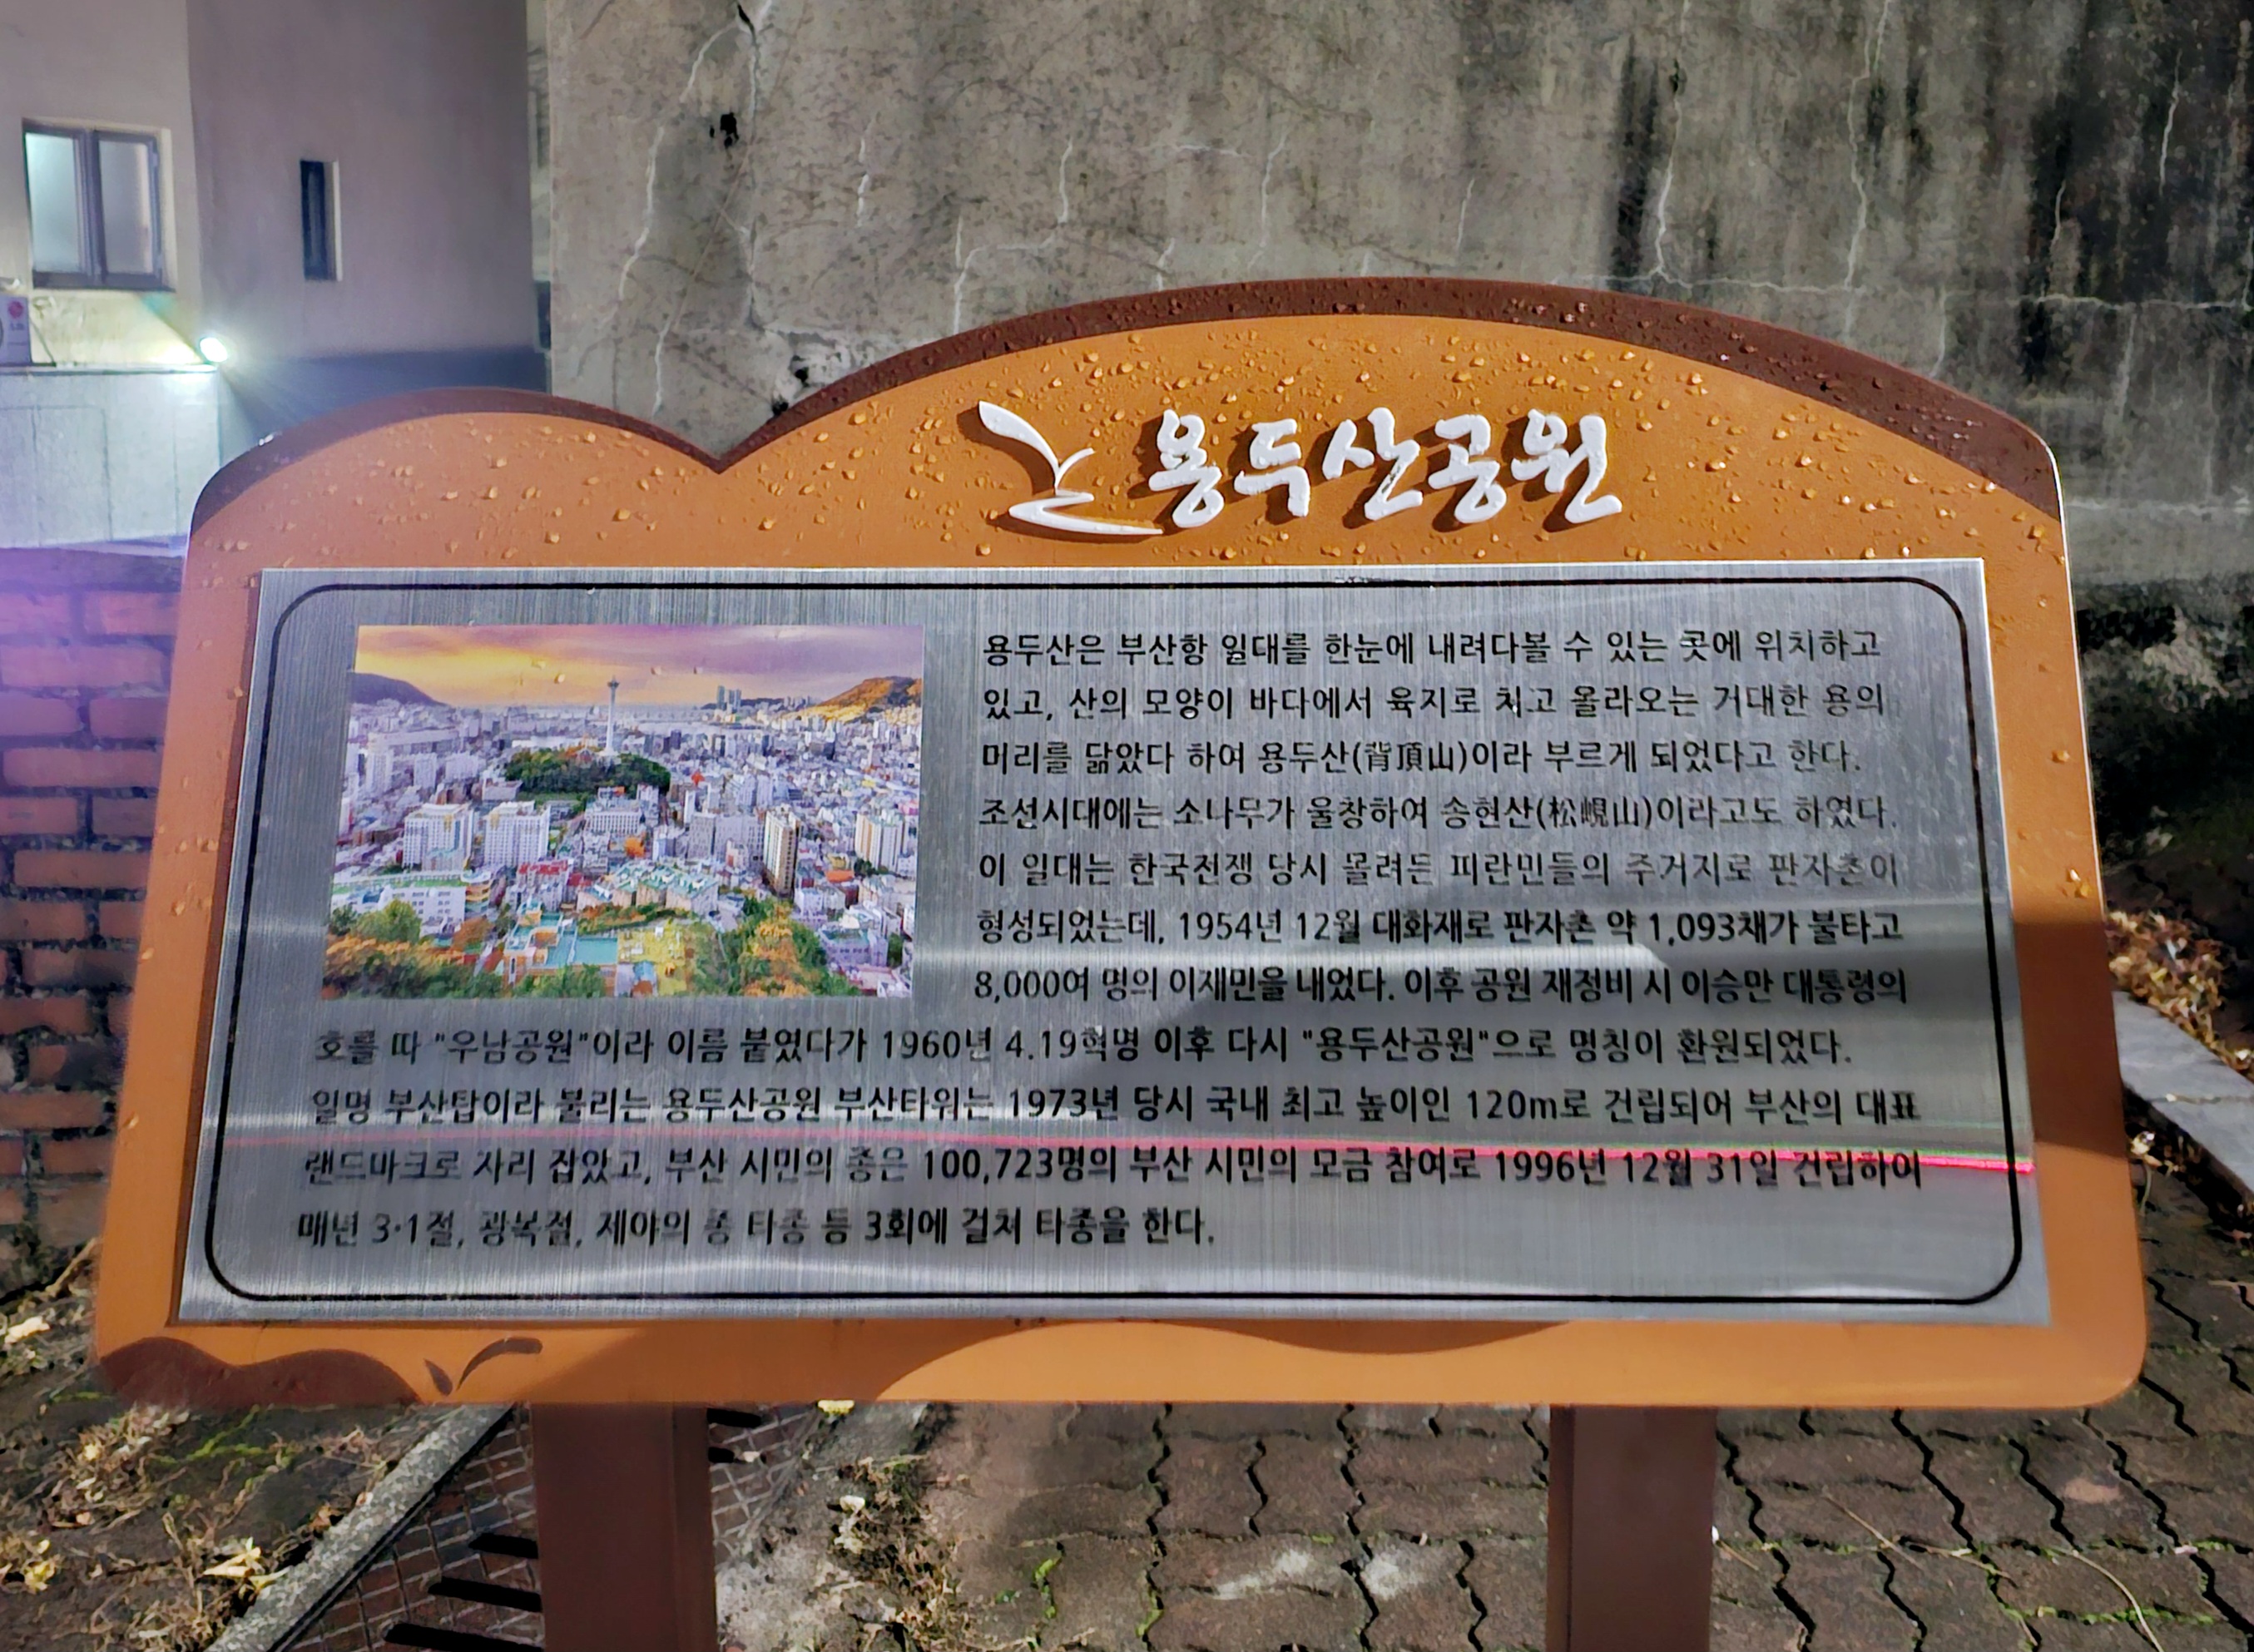 용두산공원
용두산은 부산항 일대를 한눈에 내려다볼 수 있는 곳에 위치하고
있고, 산의 모양이 바다에서 육지로 처고 올라오는 거대한 용의
머리를 닮았다 하여 용두산(背頂山)이라 부르게 되었다고 한다.
조선시대에는 소나무가 울창하여 송현산(松峴山)이라고도 하였다.
이 일대는 한국전쟁 당시 몰려든 피란민들의 주거지로 판자촌이
형성되었는데, 1954년 12월 대화재로 판자촌 약 1,093채가 불타고
8,000여 명의 이재민을 내었다. 이후 공원 재정비 시 이승만 대통령의
호를 따 "우남공원"이라 이름 붙였다가 1960년 4.19혁명 이후 다시 "용두산공원"으로 명칭이 환원되었다.
일명 부산탑이라 불리는 용두산공원 부산타워는 1973년 당시 국내 최고 높이인 120m로 건립되어 부산의 대표
랜드마크로 자리 잡았고, 부산 시민의 종은 100,723명의 부산 시민의 모금 참여로 1996년 12월 31일 건립하여
매년 3·1절, 광복절, 제야의 종 타종 등 3회에 걸쳐 타종을 한다.